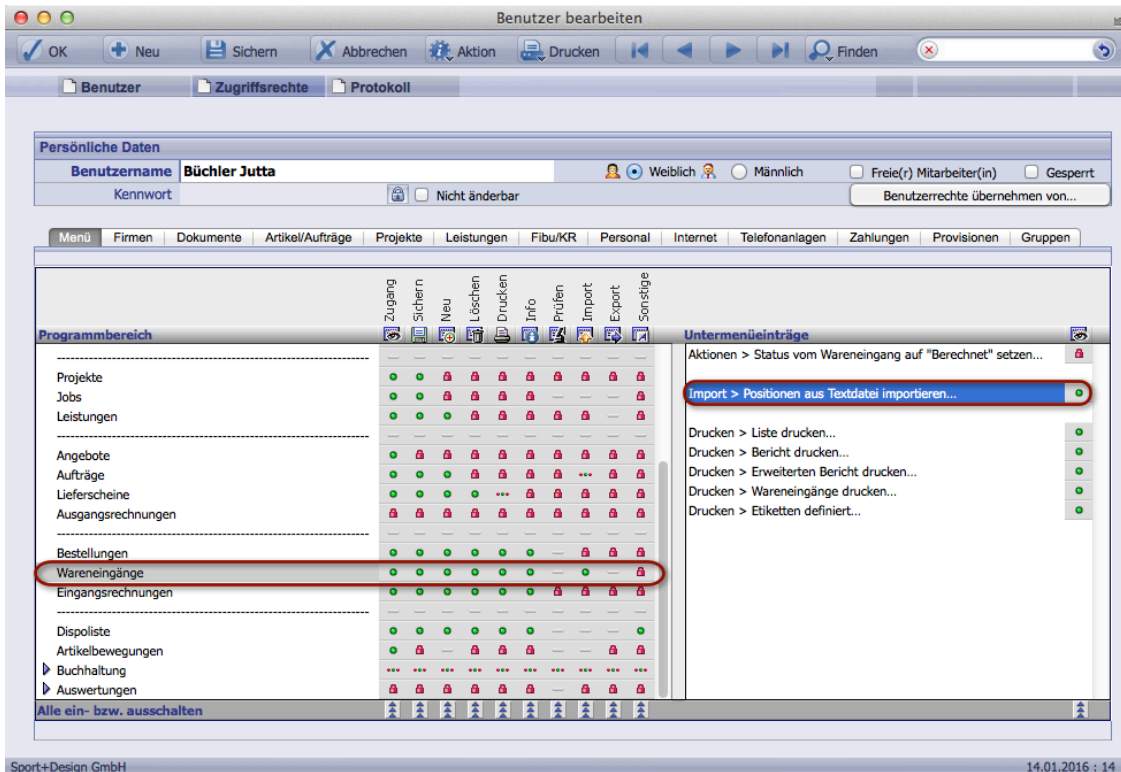 Benutzer bearbeiten
OK Neu Sichern Abbrechen Aktion Drucken Finden
Benutzer Zugriffsrechte Protokoll
Persönliche Daten
Benutzername Büchler Jutta Weiblich Männlich Freie(r) Mitarbeiter(in) Gesperrt
Kennwort Nicht änderbar Benutzerrechte übernehmen von...
Menü Firmen Dokumente Artikel/Aufträge Projekte Leistungen Fibu/KR Personal Internet Telefonanlagen Zahlungen Provisionen Gruppen
Zugang
Sichern
Neu
Löschen
Drucken
Info
Prüfen
Import
Export
Sonstige
Programmbereich
Projekte
Jobs
Leistungen
Angebote
Aufträge
Lieferscheine
Ausgangsrechnungen
Bestellungen
Wareneingänge
Eingangsrechnungen
Dispoliste
Artikelbewegungen
Buchhaltung
Auswertungen
Alle ein- bzw. ausschalten
Untermenüeinträge
Aktionen > Status vom Wareneingang auf "Berechnet" setzen...
Import > Positionen aus Textdatei importieren...
Drucken > Liste drucken...
Drucken > Bericht drucken...
Drucken > Erweiterten Bericht drucken...
Drucken > Wareneingänge drucken...
Drucken > Etiketten definiert...
Sport+Design GmbH 14.01.2016 : 14